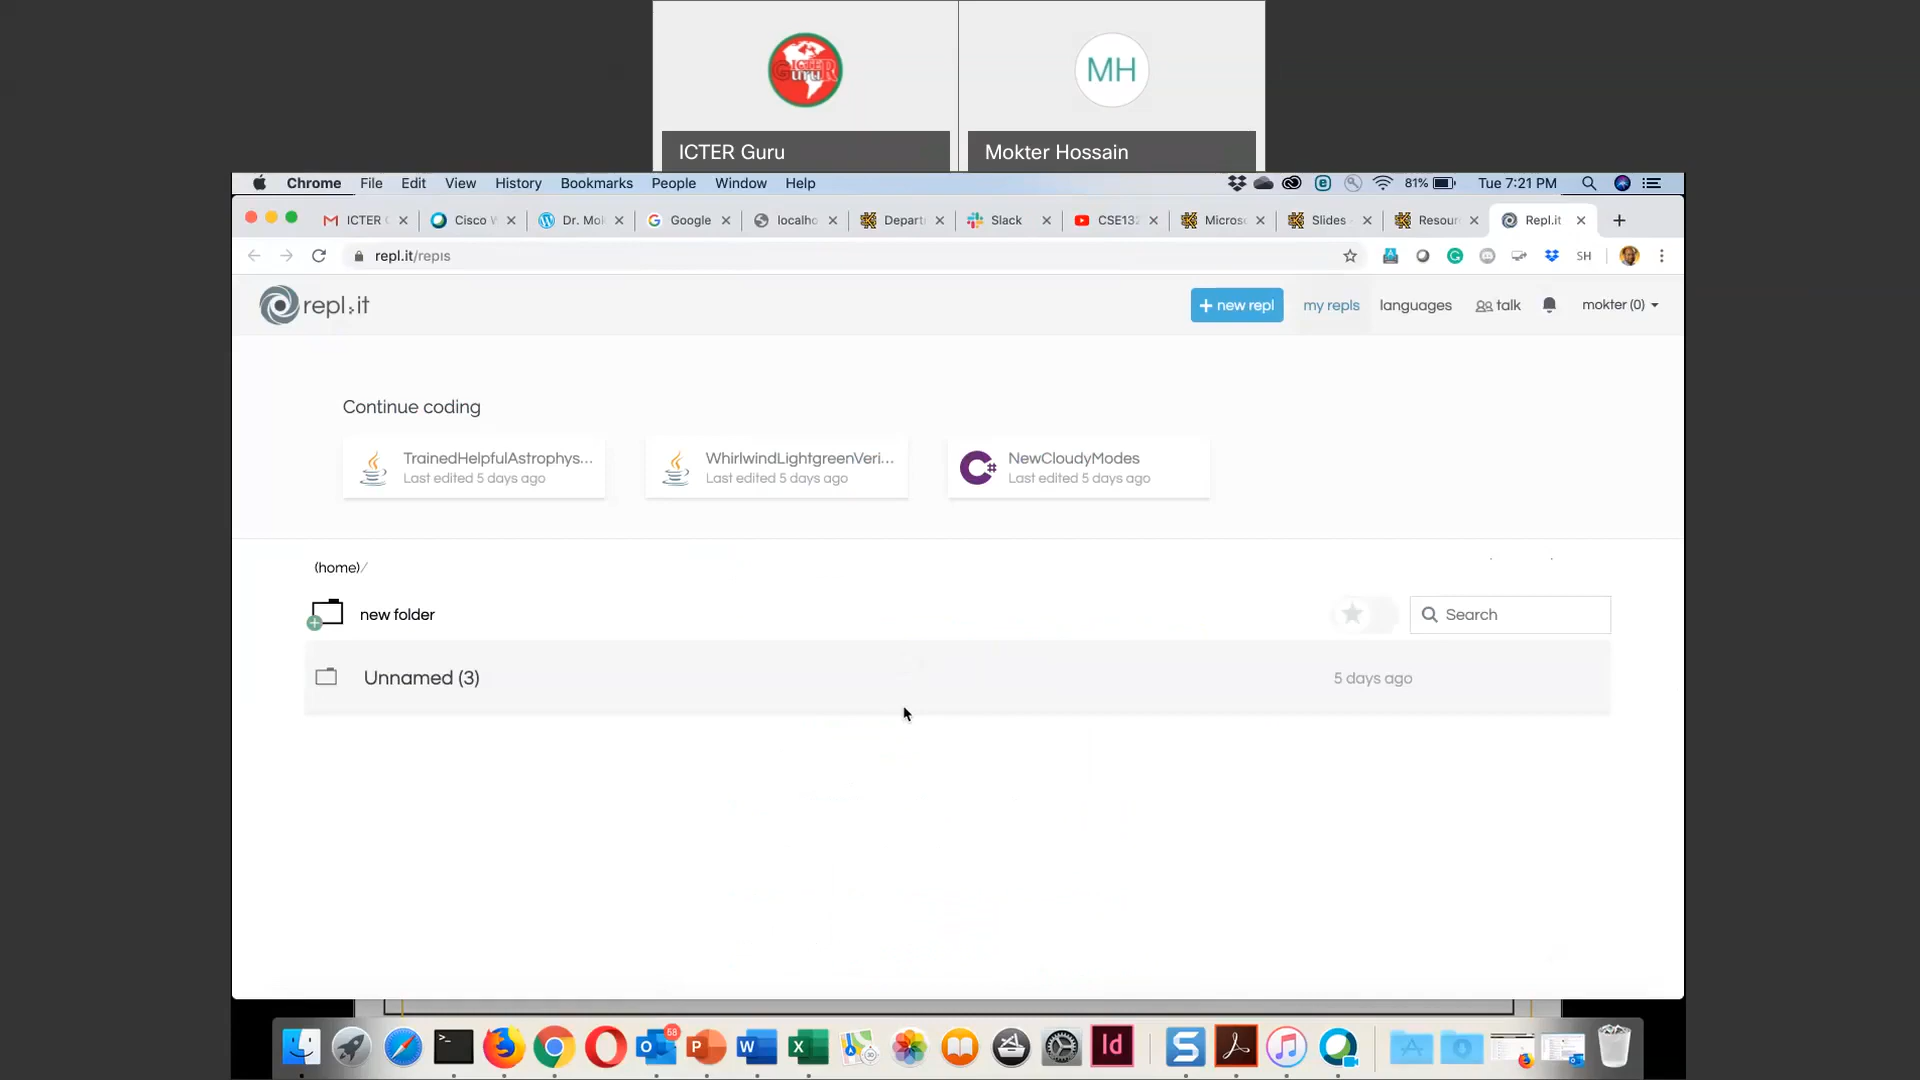 ICTER
Guru
MH
ICTER Guru
Mokter Hossain
Chrome File Edit View History Bookmarks People Window Help 81% Tue 7:21 PM
ICTER Cisco Dr. Mo Google localho Depart Slack CSE13 Micros Slides Resour Repl.it
repl.it/repls SH
repl.it + new repl my repls languages talk mokter (0)
Continue coding
TrainedHelpfulAstrophys... WhirlwindLightgreenVeri... NewCloudyModes
Last edited 5 days ago Last edited 5 days ago Last edited 5 days ago
(home)/
new folder Search
Unnamed (3) 5 days ago
58
Id